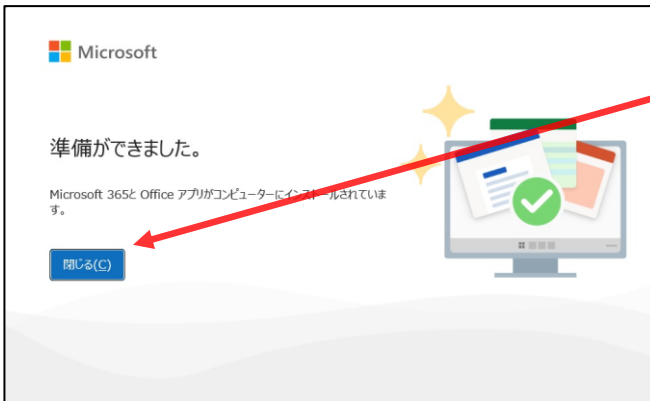 Microsoft
準備ができました。
Microsoft 365と Office アプリがコンピューターにインストールされていま
す。
閉じる(C)